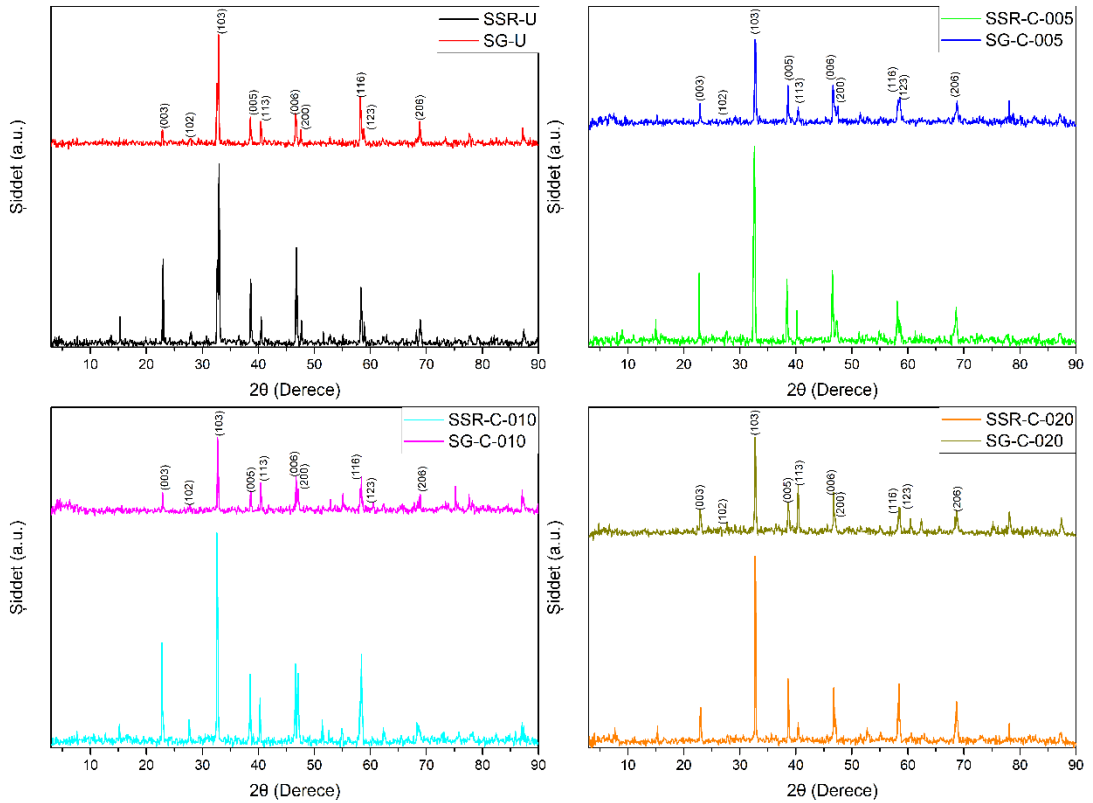 SSR-U
SG-U
(003)
(102)
(103)
(005)
(113)
(006)
(200)
(116)
(123)
(206)
Şiddet (a.u.)
10 20 30 40 50 60 70 80 90
2θ (Derece)
SSR-C-005
SG-C-005
(003)
(102)
(103)
(005)
(113)
(006)
(200)
(116)
(123)
(206)
Şiddet (a.u.)
10 20 30 40 50 60 70 80 90
2θ (Derece)
SSR-C-010
SG-C-010
(003)
(102)
(103)
(005)
(113)
(006)
(200)
(116)
(123)
(206)
Şiddet (a.u.)
10 20 30 40 50 60 70 80 90
2θ (Derece)
SSR-C-020
SG-C-020
(003)
(102)
(103)
(005)
(113)
(006)
(200)
(116)
(123)
(206)
Şiddet (a.u.)
10 20 30 40 50 60 70 80 90
2θ (Derece)